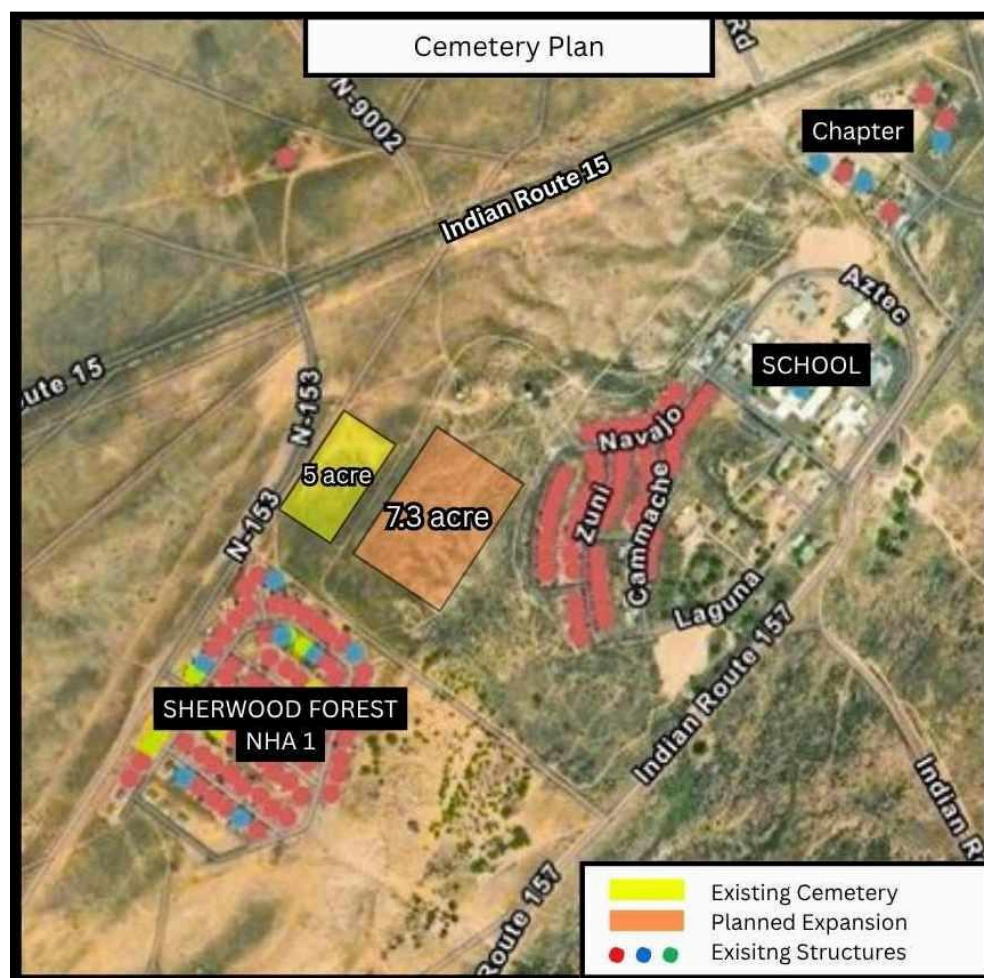 Cemetery Plan
Rd
N-9002
Chapter
Indian Route 15
Aztec
SCHOOL
ute 15
N-153
Navajo
5 acre
7.3 acre
Zuni
Cammache
N-153
Laguna
SHERWOOD FOREST
NHA 1
Indian Route 157
Indian R
Route 157
Existing Cemetery
Planned Expansion
Exisitng Structures